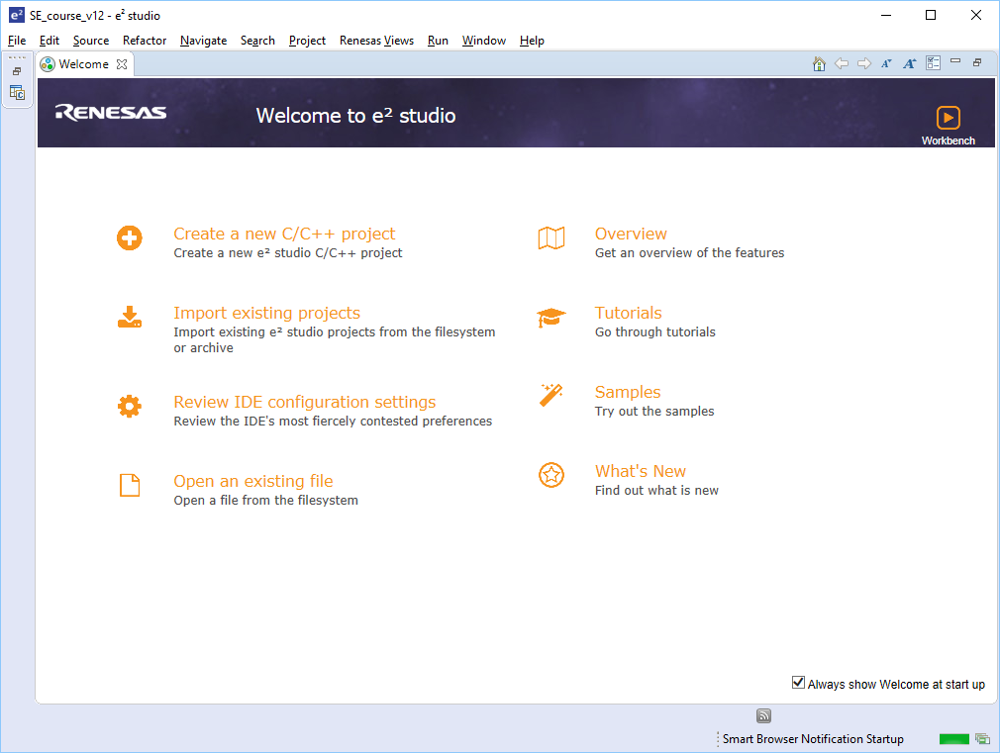 e² SE_course_v12 - e² studio
File Edit Source Refactor Navigate Search Project Renesas Views Run Window Help
Welcome
RENESAS
Welcome to e² studio
Workbench
Create a new C/C++ project
Create a new e² studio C/C++ project
Import existing projects
Import existing e² studio projects from the filesystem
or archive
Review IDE configuration settings
Review the IDE's most fiercely contested preferences
Open an existing file
Open a file from the filesystem
Overview
Get an overview of the features
Tutorials
Go through tutorials
Samples
Try out the samples
What's New
Find out what is new
Always show Welcome at start up
Smart Browser Notification Startup